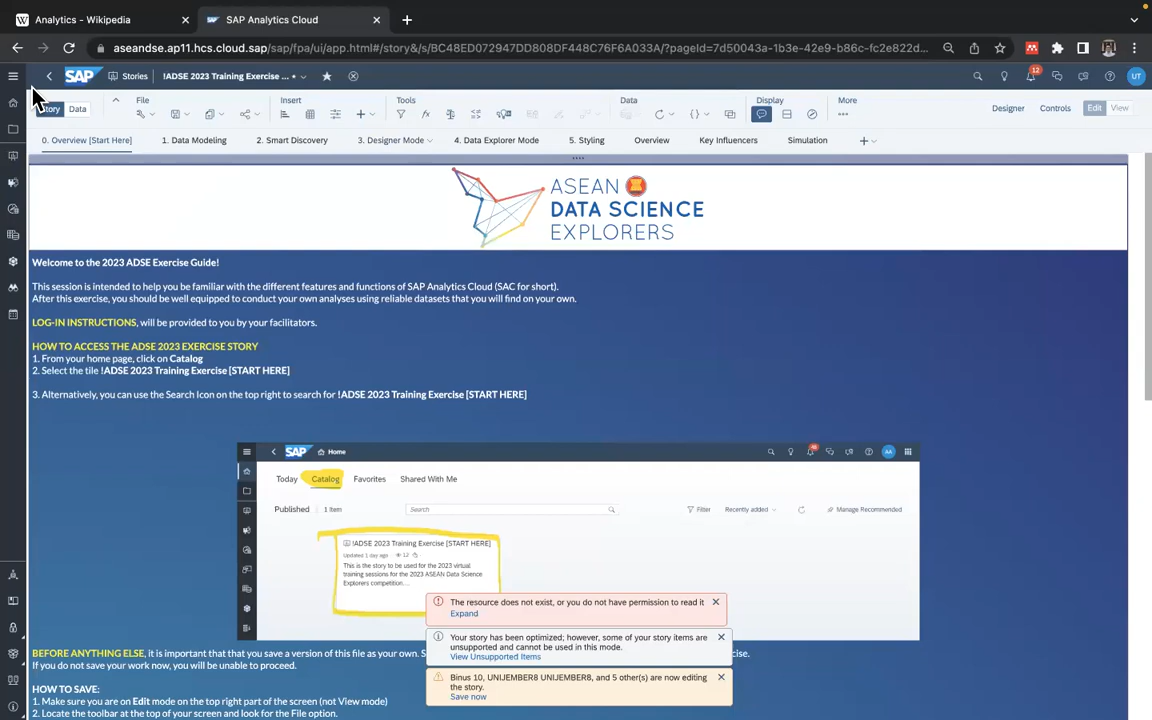 Analytics - Wikipedia
SAP Analytics Cloud
aseandse.ap11.hcs.cloud.sap/sap/fpa/ui/app.html#/story&/s/BC48ED072947DD808DF448C76F6A033A/?pageId=7d50043a-1b3e-42e9-b86c-fc2e822d...
SAP Stories !ADSE 2023 Training Exercise ... 12 UT
Story Data File Insert Tools Data Display More Designer Controls Edit View
0. Overview [Start Here] 1. Data Modeling 2. Smart Discovery 3. Designer Mode 4. Data Explorer Mode 5. Styling Overview Key Influencers Simulation
ASEAN
DATA SCIENCE
EXPLORERS
Welcome to the 2023 ADSE Exercise Guide!
This session is intended to help you be familiar with the different features and functions of SAP Analytics Cloud (SAC for short).
After this exercise, you should be well equipped to conduct your own analyses using reliable datasets that you will find on your own.
LOG-IN INSTRUCTIONS, will be provided to you by your facilitators.
HOW TO ACCESS THE ADSE 2023 EXERCISE STORY
1. From your home page, click on Catalog
2. Select the tile !ADSE 2023 Training Exercise [START HERE]
3. Alternatively, you can use the Search Icon on the top right to search for !ADSE 2023 Training Exercise [START HERE]
SAP Home AA
Today Catalog Favorites Shared With Me
Published 1 Item Search Filter Recently added Manage Recommended
!ADSE 2023 Training Exercise [START HERE]
Updated 1 day ago 12
This is the story to be used for the 2023 virtual
training sessions for the 2023 ASEAN Data Science
Explorers competition...
The resource does not exist, or you do not have permission to read it
Expand
Your story has been optimized; however, some of your story items are
unsupported and cannot be used in this mode.
View Unsupported Items
Binus 10, UNIJEMBER8 UNIJEMBER8, and 5 other(s) are now editing
the story.
Save now
BEFORE ANYTHING ELSE, it is important that that you save a version of this file as your own. S
If you do not save your work now, you will be unable to proceed.
HOW TO SAVE:
1. Make sure you are on Edit mode on the top right part of the screen (not View mode)
2. Locate the toolbar at the top of your screen and look for the File option.